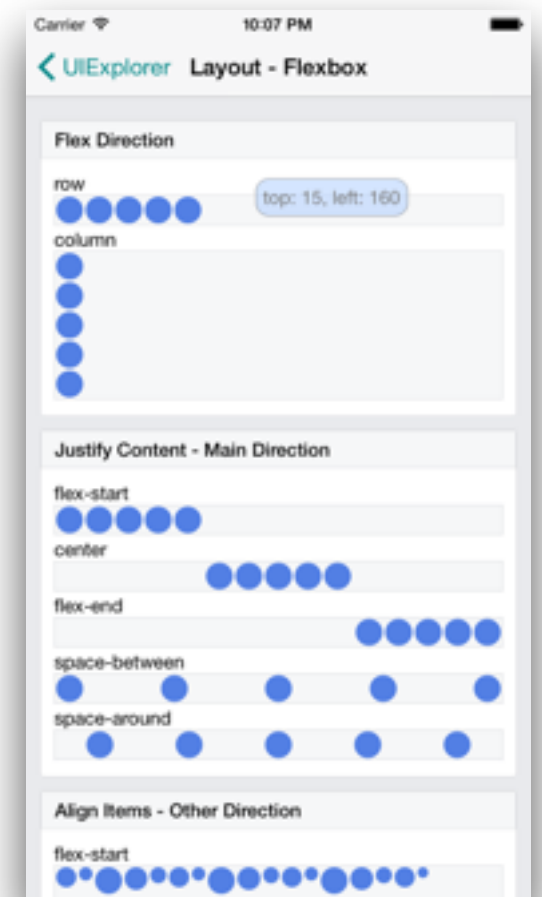 Carrier 10:07 PM
UIExplorer Layout - Flexbox
Flex Direction
row
top: 15, left: 160
column
Justify Content - Main Direction
flex-start
center
flex-end
space-between
space-around
Align Items - Other Direction
flex-start